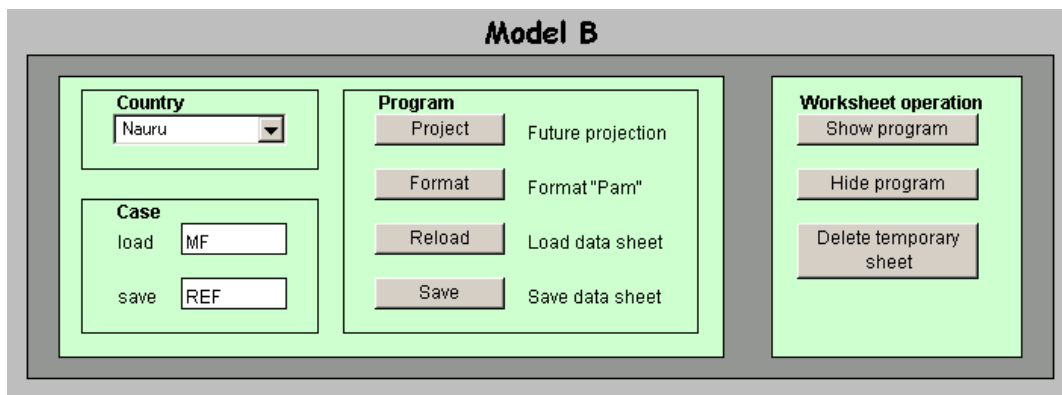 Model B
Country
Nauru
Case
load MF
save REF
Program
Project Future projection
Format Format "Pam"
Reload Load data sheet
Save Save data sheet
Worksheet operation
Show program
Hide program
Delete temporary
sheet